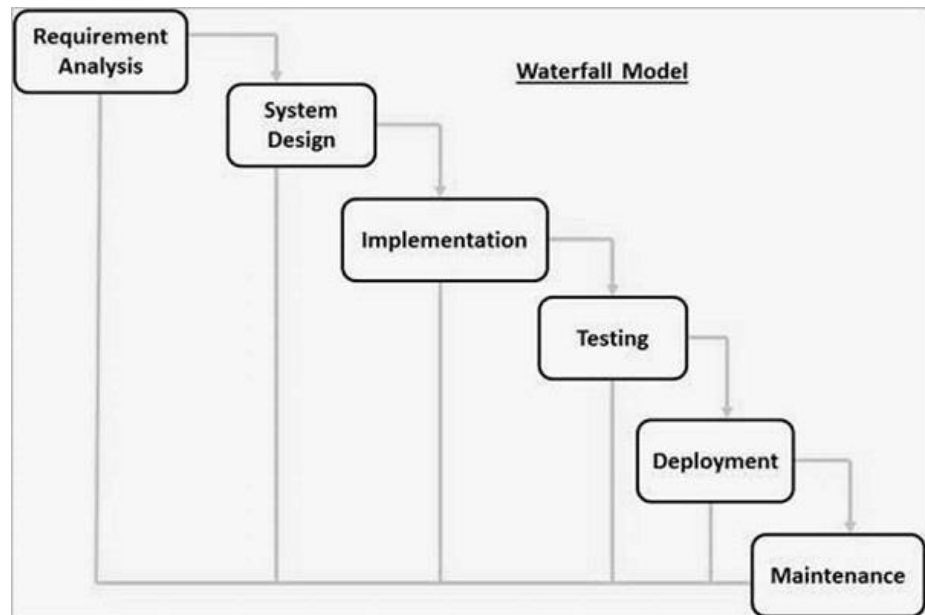 Requirement
Analysis
Waterfall Model
System
Design
Implementation
Testing
Deployment
Maintenance